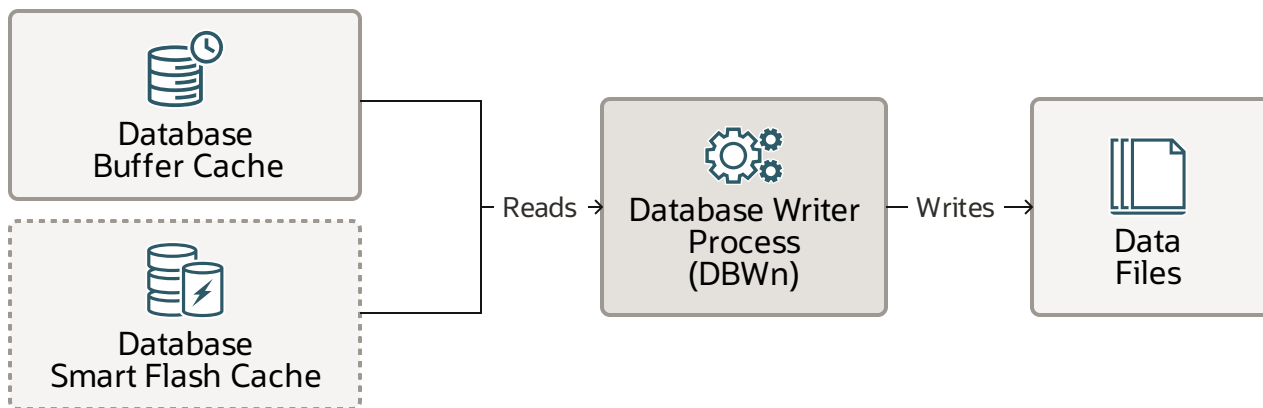 Database
Buffer Cache
Database
Smart Flash Cache
Reads
Database Writer
Process
(DBWn)
Writes
Data
Files